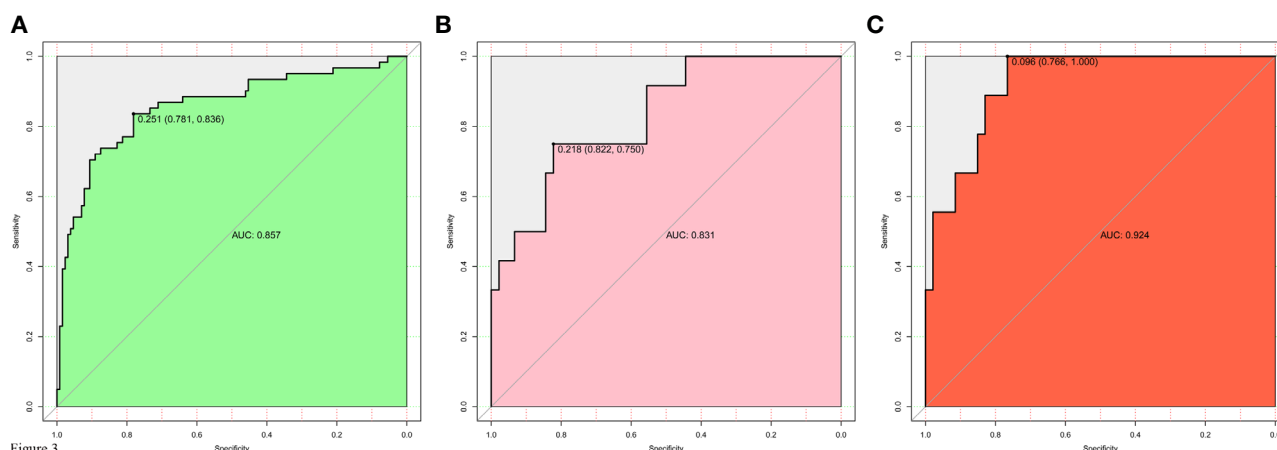 A
B
C
1.0
0.8
0.6
0.4
0.2
0.0
Sensitivity
0.251 (0.781, 0.836)
AUC: 0.857
1.0 0.8 0.6 0.4 0.2 0.0
Specificity
1.0
0.8
0.6
0.4
0.2
0.0
Sensitivity
0.218 (0.822, 0.750)
AUC: 0.831
1.0 0.8 0.6 0.4 0.2 0.0
Specificity
1.0
0.8
0.6
0.4
0.2
0.0
Sensitivity
0.096 (0.766, 1.000)
AUC: 0.924
1.0 0.8 0.6 0.4 0.2
Specificity
Figure 3